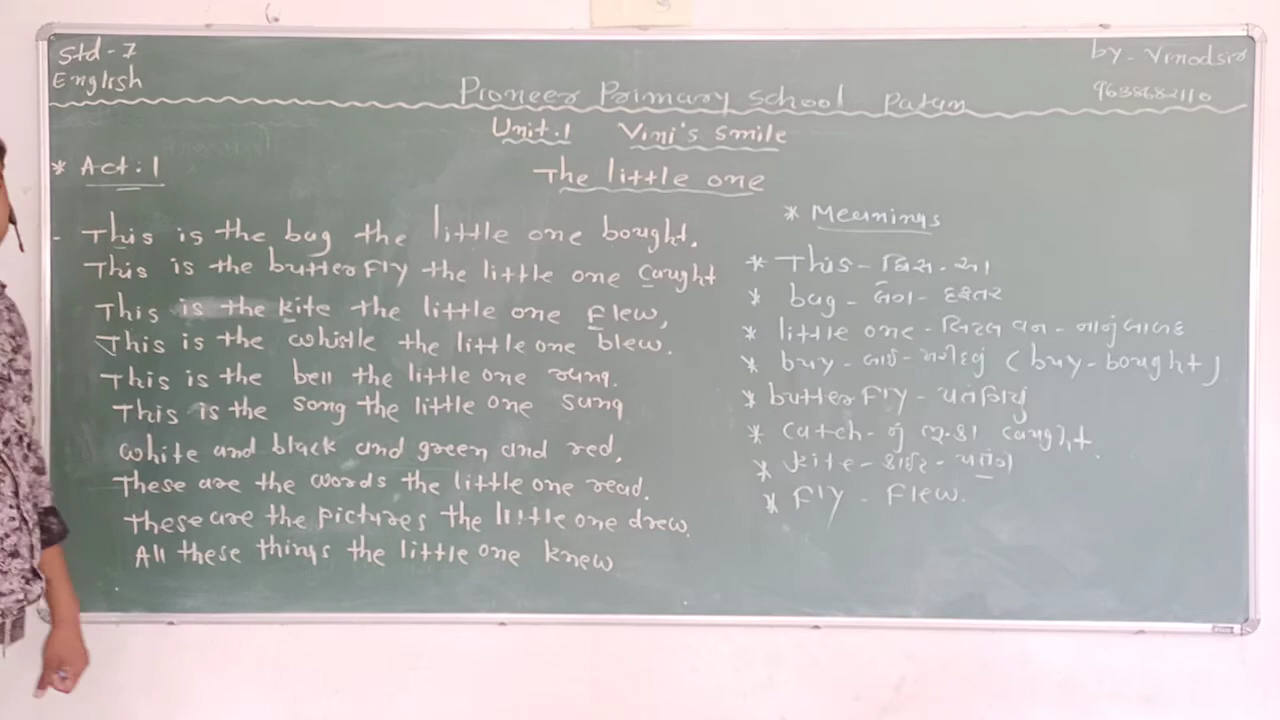 Std - 7
English
by - Vinodsir
9638682110
Pioneer Primary School Patan
Unit.1 Vini's smile
* Act : 1
The little one
- This is the bag the little one bought.
This is the butterfly the little one caught
This is the kite the little one flew,
This is the whistle the little one blew.
This is the bell the little one rung.
This is the song the little one sung
white and black and green and red,
These are the words the little one read.
These are the pictures the little one drew.
All these things the little one knew
* Meanings
* This - ધિસ - આ
* bag - બેગ - દફ્તર
* little one - લિટલ વન - નાનું બાળક
* buy - બાઈ - ખરીદવું ( buy - bought )
* butterfly - પતંગિયું
* catch - નું ભૂ.કા caught.
* kite - કાઈટ - પતંગ
* Fly - Flew.